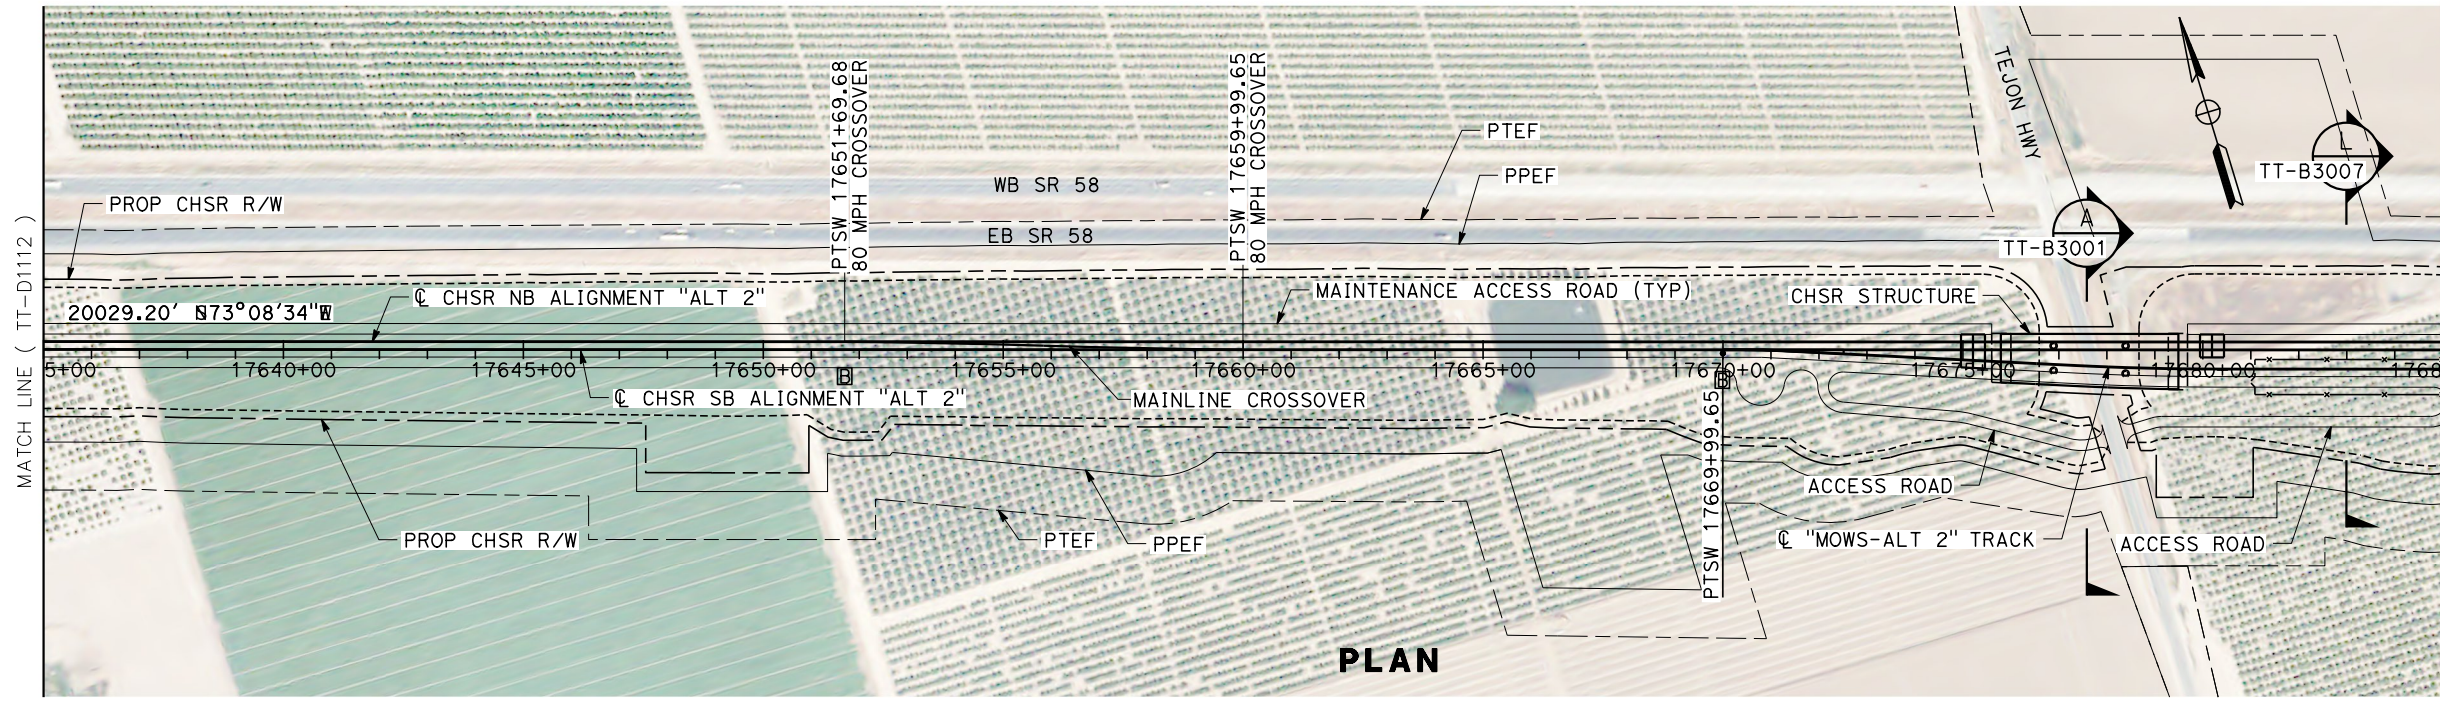 MATCH LINE ( TT-D1112 )
PROP CHSR R/W
PTSW 17651+69.68
80 MPH CROSSOVER
PTSW 17659+99.65
80 MPH CROSSOVER
WB SR 58
EB SR 58
PTEF
PPEF
TEJON HWY
L
TT-B3007
A
TT-B3001
℄ CHSR NB ALIGNMENT "ALT 2"
MAINTENANCE ACCESS ROAD (TYP)
CHSR STRUCTURE
20029.20'
5+00
17640+00
17645+00
17650+00
17655+00
17660+00
17665+00
17670+00
17675+00
17680+00
1768
B
B
℄ CHSR SB ALIGNMENT "ALT 2"
MAINLINE CROSSOVER
PTSW 17669+99.65
ACCESS ROAD
PROP CHSR R/W
PTEF
PPEF
℄ "MOWS-ALT 2" TRACK
ACCESS ROAD
PLAN